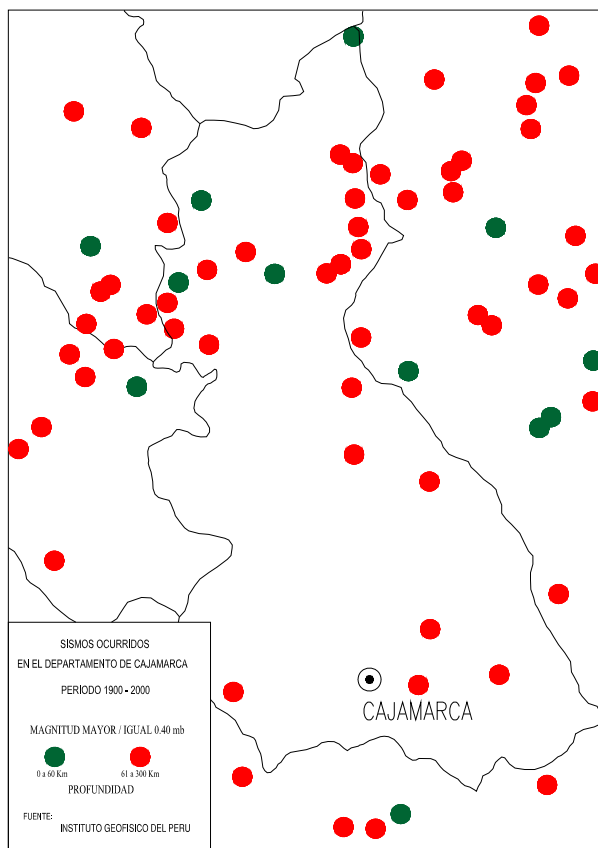 CAJAMARCA
SISMOS OCURRIDOS
EN EL DEPARTAMENTO DE CAJAMARCA
PERÍODO 1900 - 2000
MAGNITUD MAYOR / IGUAL 0.40 mb
0 a 60 Km 61 a 300 Km
PROFUNDIDAD
FUENTE:
INSTITUTO GEOFISICO DEL PERU